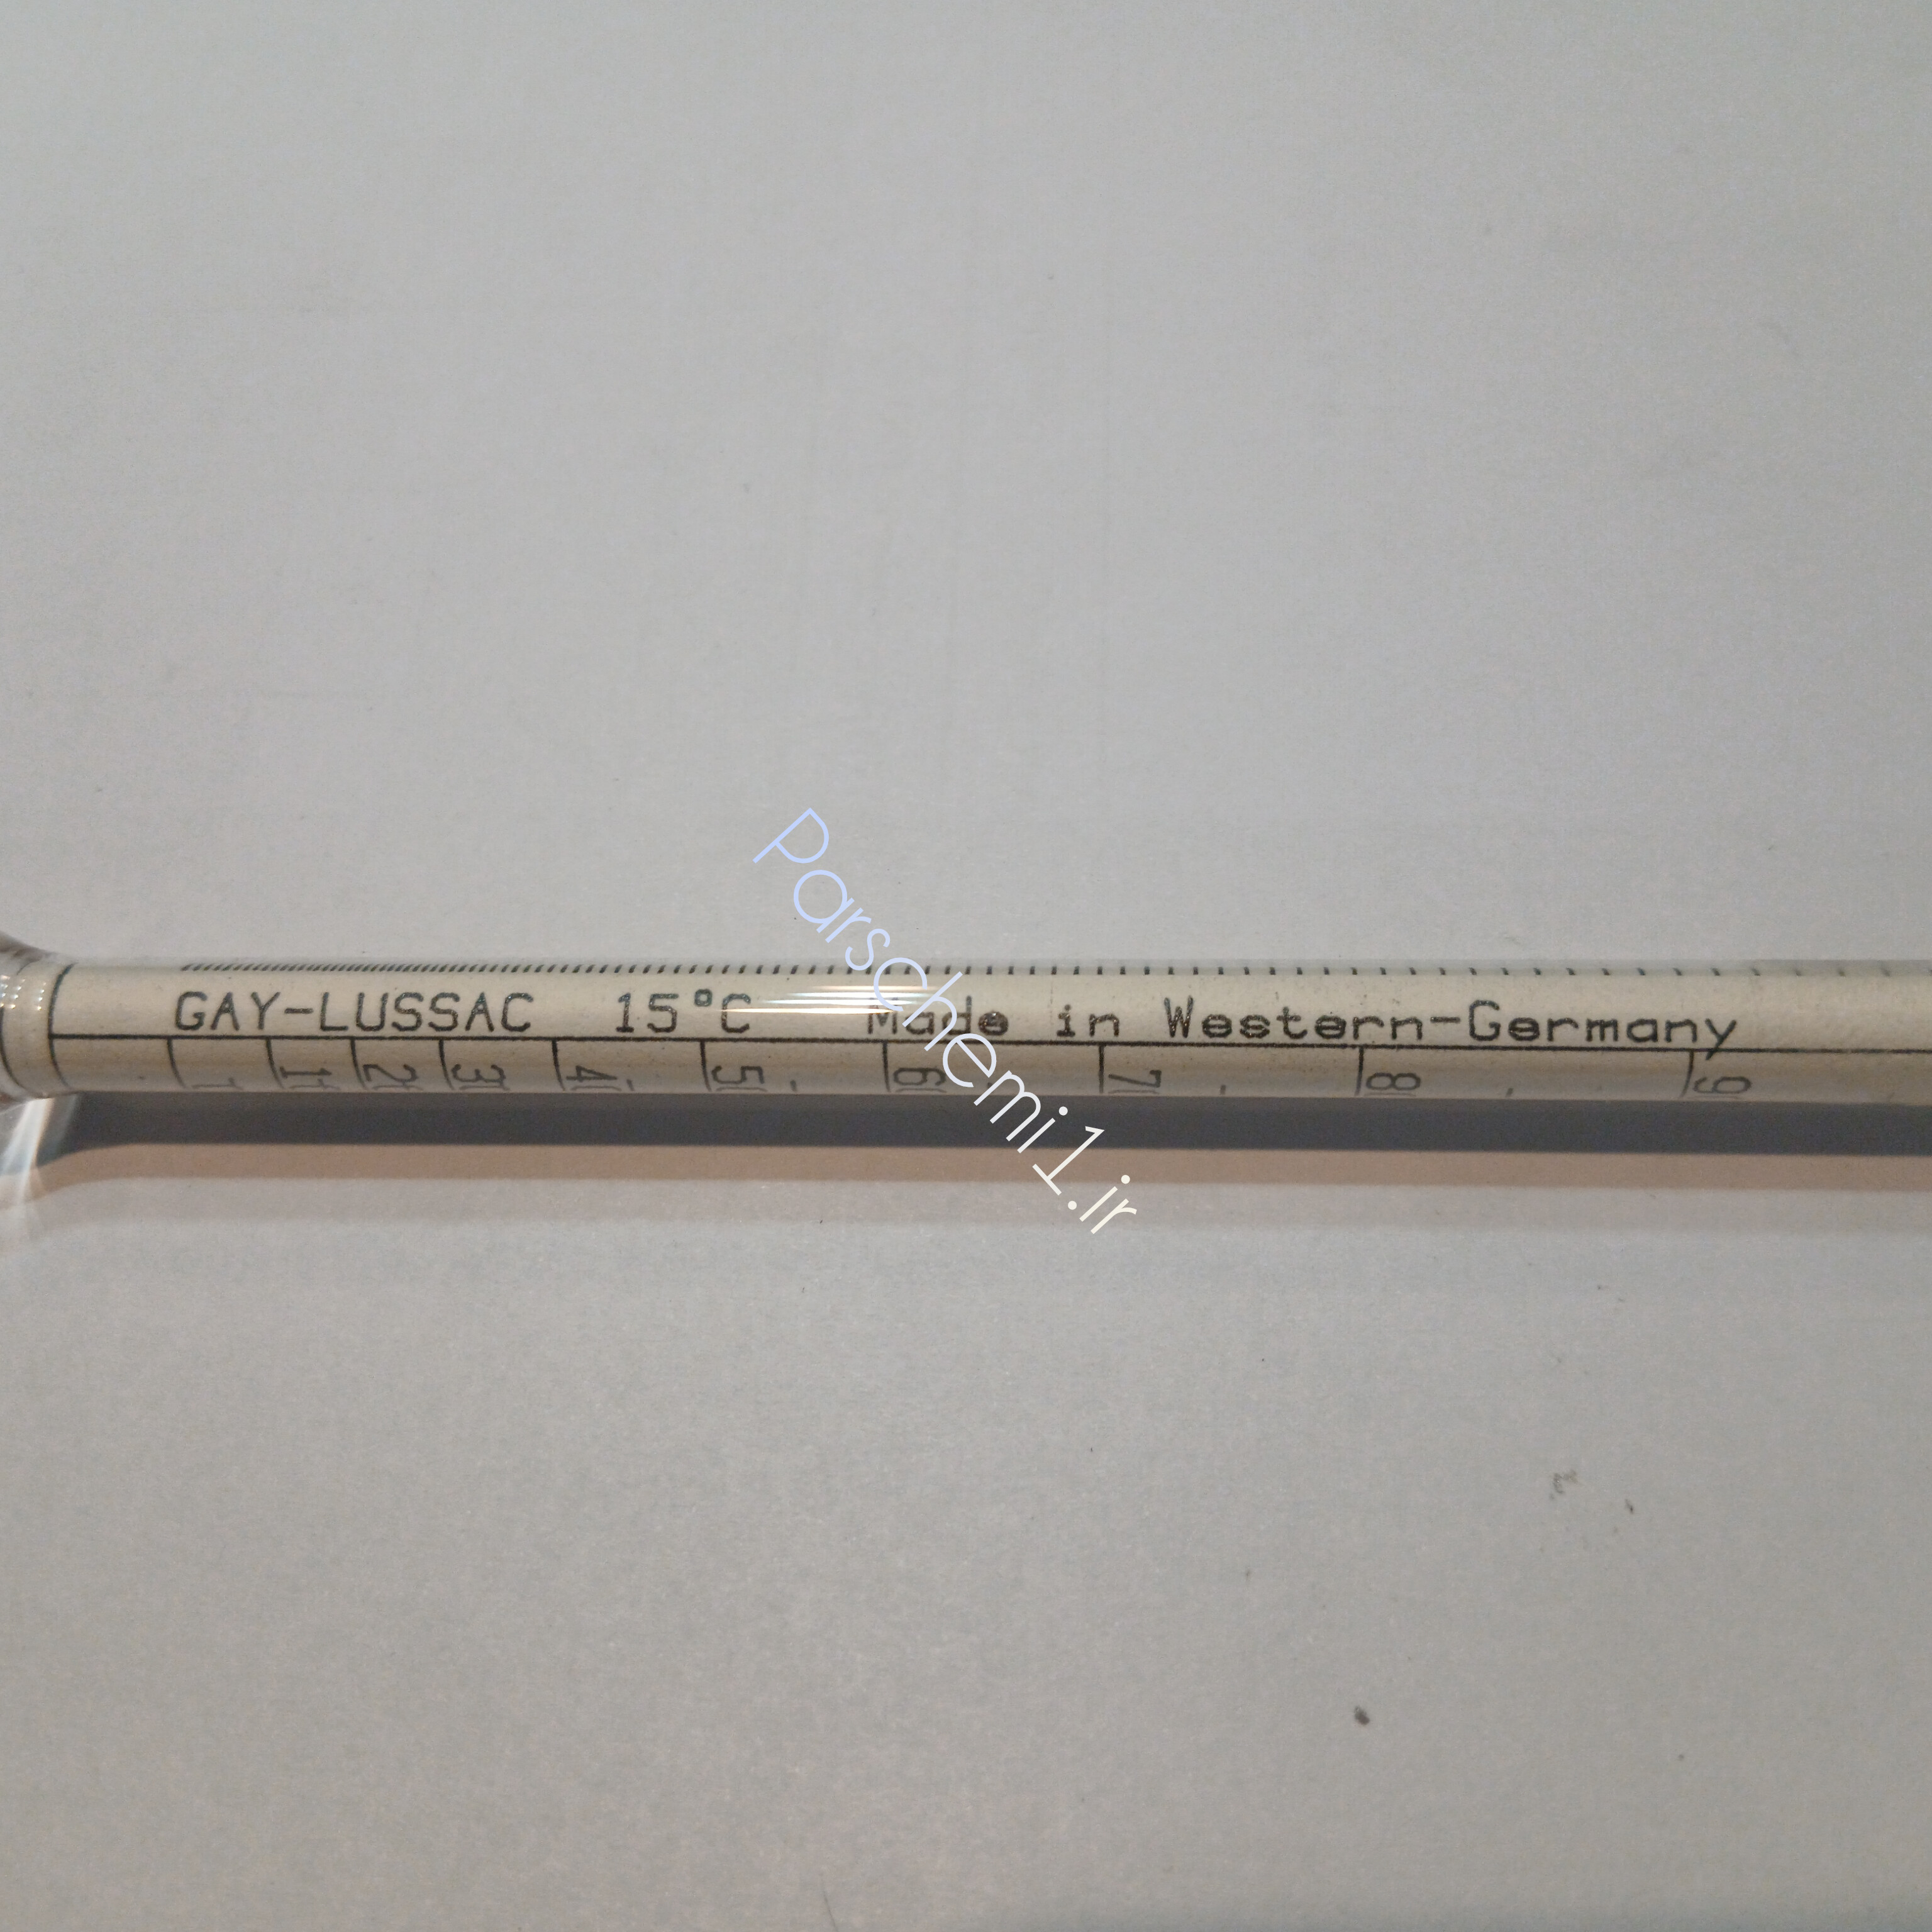 GAY-LUSSAC 15°C Made in Western-Germany
Parschemi1.ir